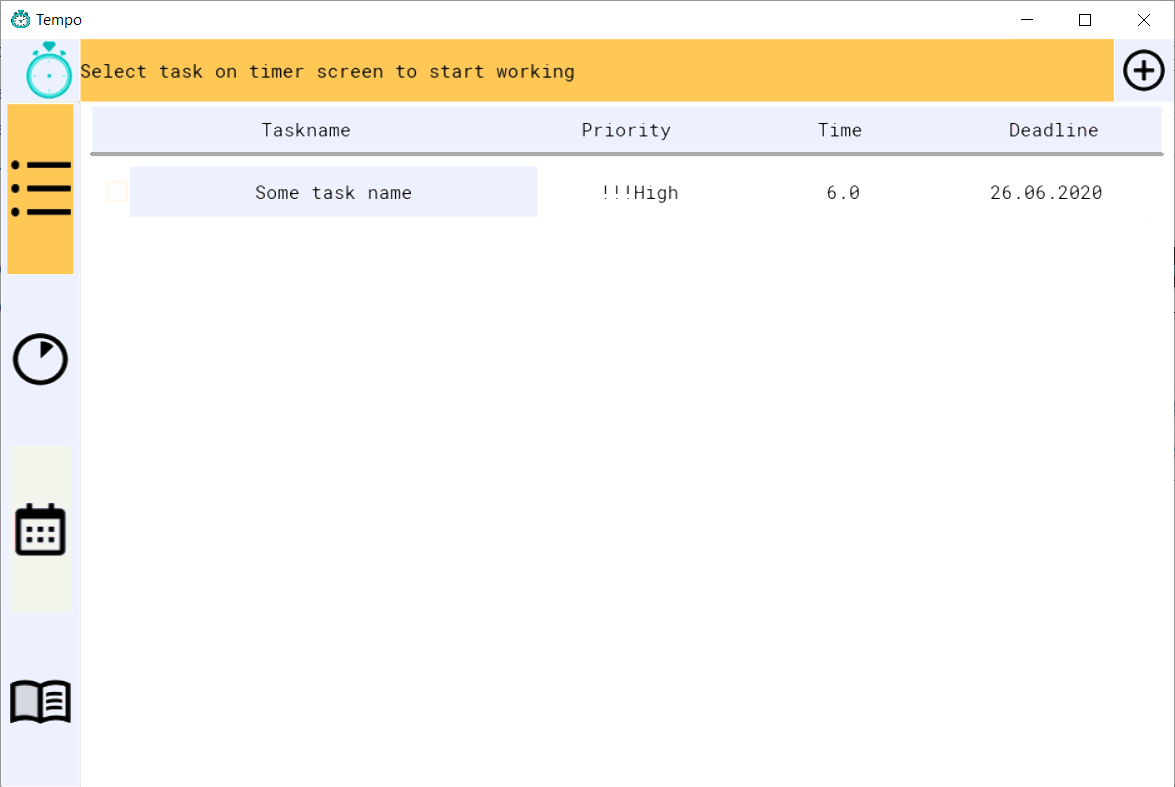 Tempo
Select task on timer screen to start working
Taskname Priority Time Deadline
Some task name !!!High 6.0 26.06.2020